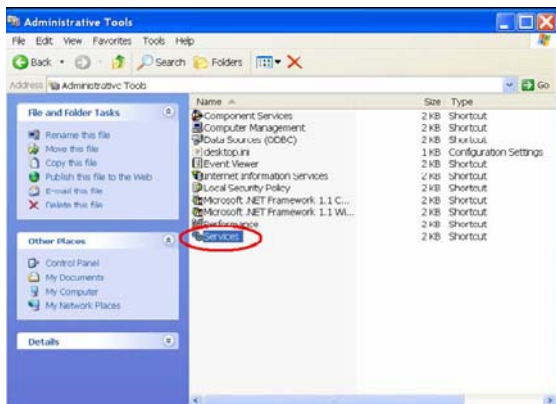 Administrative Tools
File Edit View Favorites Tools Help
Back Search Folders
Address Administrative Tools Go
Name Size Type
File and Folder Tasks
Rename this file
Move this file
Copy this file
Publish this file to the Web
E-mail this file
Delete this file
Other Places
Control Panel
My Documents
My Computer
My Network Places
Details
Component Services 2 KB Shortcut
Computer Management 2 KB Shortcut
Data Sources (ODBC) 2 KB Shortcut
desktop.ini 1 KB Configuration Settings
Event Viewer 2 KB Shortcut
Internet Information Services 2 KB Shortcut
Local Security Policy 2 KB Shortcut
Microsoft .NET Framework 1.1 C... 2 KB Shortcut
Microsoft .NET Framework 1.1 Wi... 2 KB Shortcut
Performance 2 KB Shortcut
Services 2 KB Shortcut